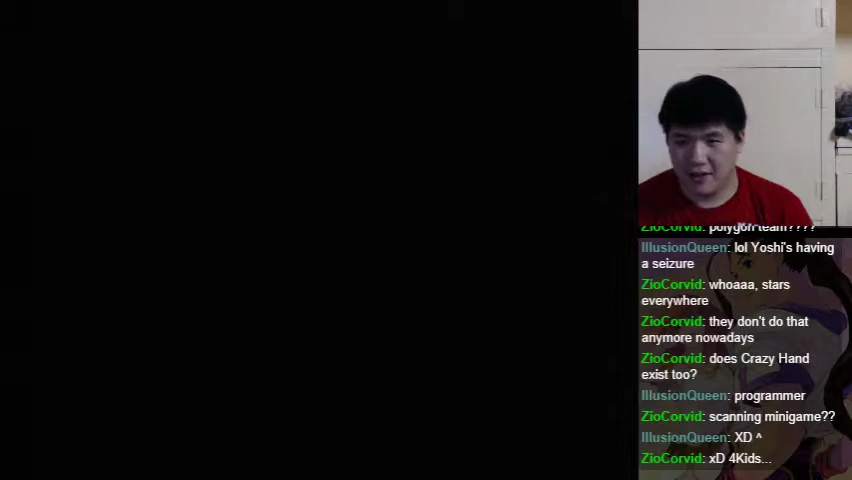 ZioCorvid: polygon team????
IllusionQueen: lol Yoshi's having
a seizure
ZioCorvid: whoaaa, stars
everywhere
ZioCorvid: they don't do that
anymore nowadays
ZioCorvid: does Crazy Hand
exist too?
IllusionQueen: programmer
ZioCorvid: scanning minigame??
IllusionQueen: XD ^
ZioCorvid: xD 4Kids...